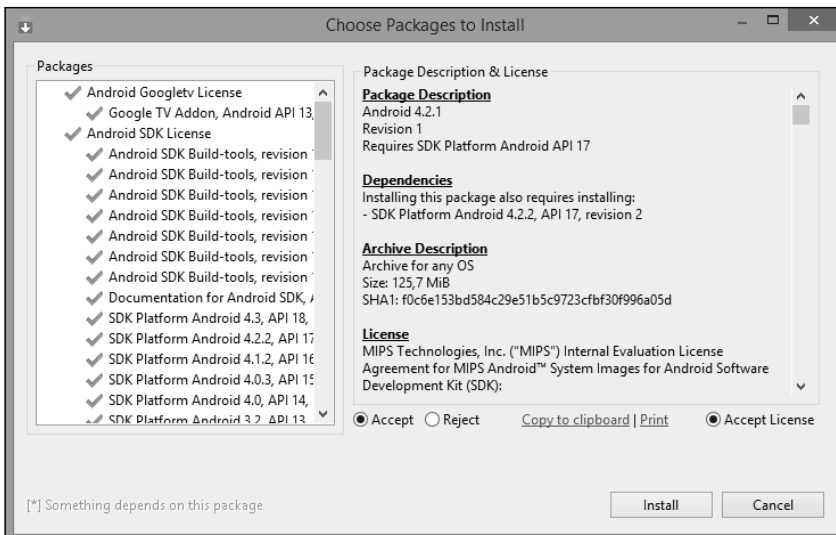 Choose Packages to Install
Packages
Android Googletv License
Google TV Addon, Android API 13,
Android SDK License
Android SDK Build-tools, revision
Android SDK Build-tools, revision
Android SDK Build-tools, revision
Android SDK Build-tools, revision
Android SDK Build-tools, revision
Android SDK Build-tools, revision
Android SDK Build-tools, revision
Documentation for Android SDK,
SDK Platform Android 4.3, API 18,
SDK Platform Android 4.2.2, API 17
SDK Platform Android 4.1.2, API 16
SDK Platform Android 4.0.3, API 15
SDK Platform Android 4.0, API 14,
SDK Platform Android 3.2, API 13
Package Description & License
Package Description
Android 4.2.1
Revision 1
Requires SDK Platform Android API 17
Dependencies
Installing this package also requires installing:
- SDK Platform Android 4.2.2, API 17, revision 2
Archive Description
Archive for any OS
Size: 125,7 MiB
SHA1: f0c6e153bd584c29e51b5c9723cfbf30f996a05d
License
MIPS Technologies, Inc. (“MIPS”) Internal Evaluation License
Agreement for MIPS Android™ System Images for Android Software
Development Kit (SDK):
Accept Reject Copy to clipboard | Print Accept License
[*] Something depends on this package
Install Cancel